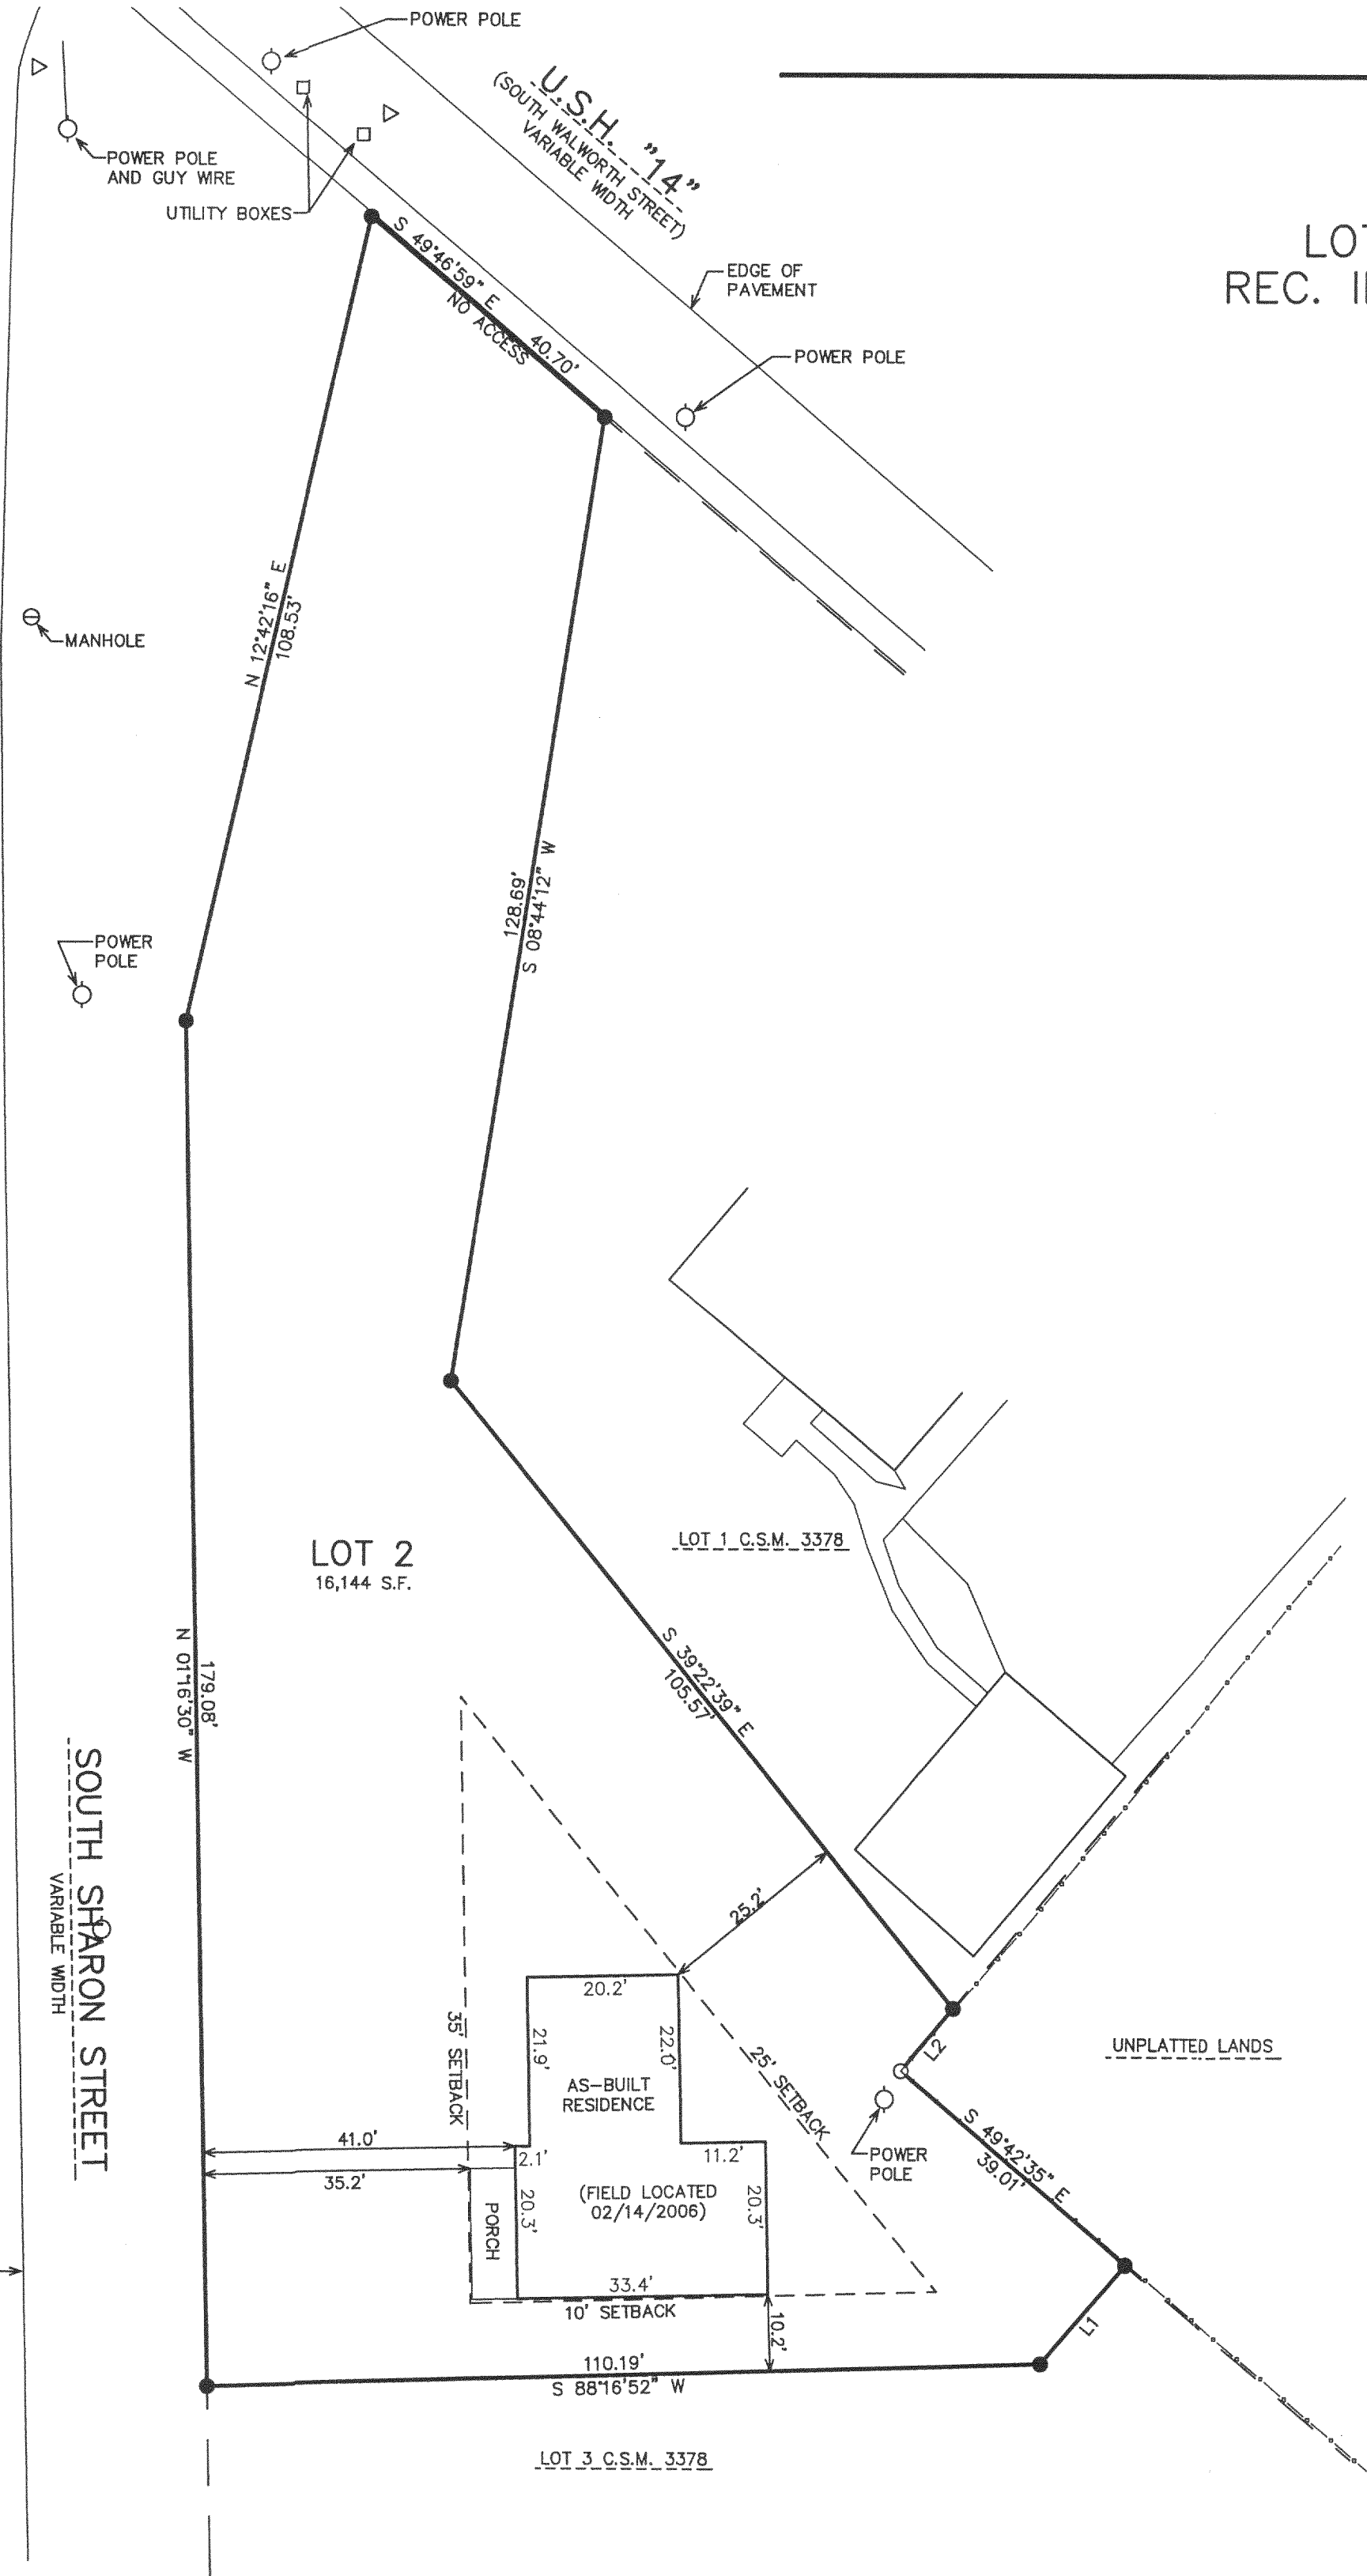 POWER POLE
U.S.H. "14"
(SOUTH WALWORTH STREET)
VARIABLE WIDTH
POWER POLE
AND GUY WIRE
UTILITY BOXES
LOT
REC. I
S 49°46'59" E
40.70'
NO ACCESS
EDGE OF
PAVEMENT
POWER POLE
N 12°42'16" E
108.53'
MANHOLE
128.69'
S 08°44'12" W
POWER
POLE
LOT 1 C.S.M. 3378
LOT 2
16,144 S.F.
S 39°22'39" E
105.57'
179.08'
N 01°16'30" W
SOUTH SHARON STREET
VARIABLE WIDTH
25.2'
20.2'
35' SETBACK
21.9'
22.0'
25' SETBACK
L2
UNPLATTED LANDS
AS-BUILT
RESIDENCE
POWER
POLE
S 49°42'35" E
39.01'
41.0'
2.1'
11.2'
35.2'
PORCH
20.3'
(FIELD LOCATED
02/14/2006)
20.3'
33.4'
10' SETBACK
10.2'
L1
110.19'
S 88°16'52" W
LOT 3 C.S.M. 3378